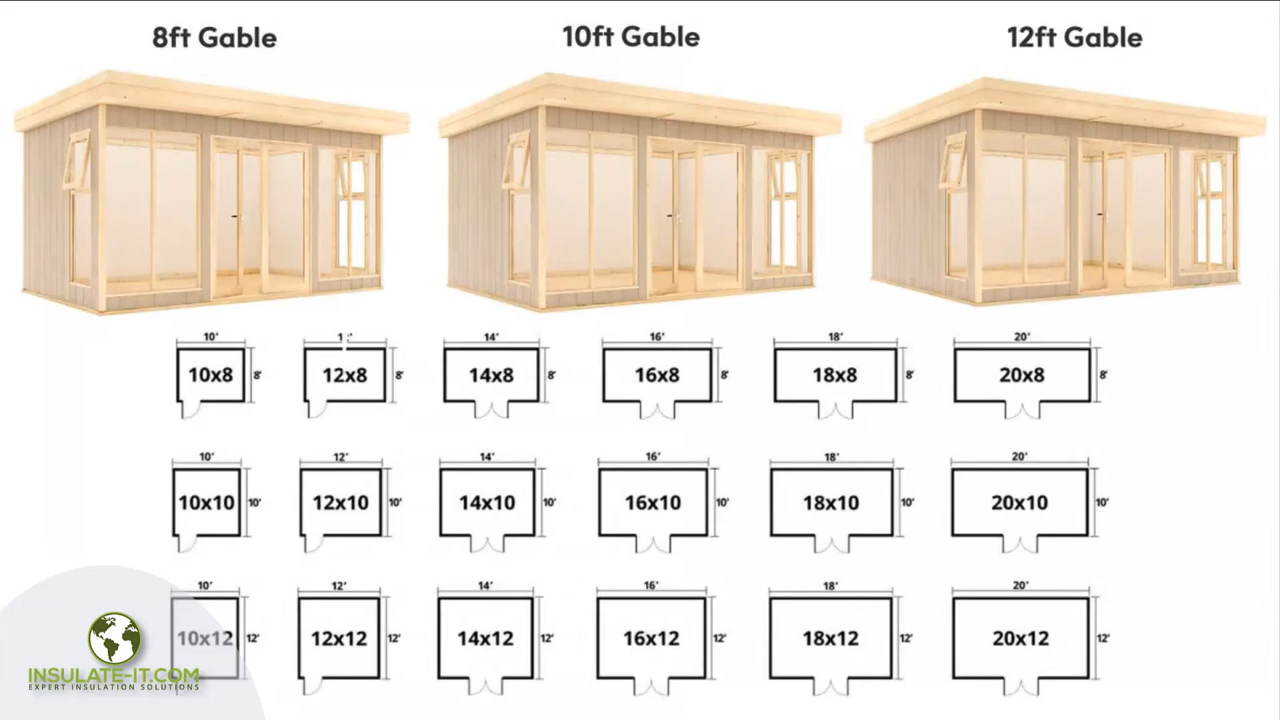 8ft Gable 10ft Gable 12ft Gable
10' 14' 16' 18' 20'
10x8 8' 12x8 8' 14x8 8' 16x8 8' 18x8 8' 20x8 8'
10' 12' 14' 16' 18' 20'
10x10 10' 12x10 10' 14x10 10' 16x10 10' 18x10 10' 20x10 10'
10' 12' 14' 16' 18' 20'
10x12 12' 12x12 12' 14x12 12' 16x12 12' 18x12 12' 20x12 12'
INSULATE-IT.COM
EXPERT INSULATION SOLUTIONS